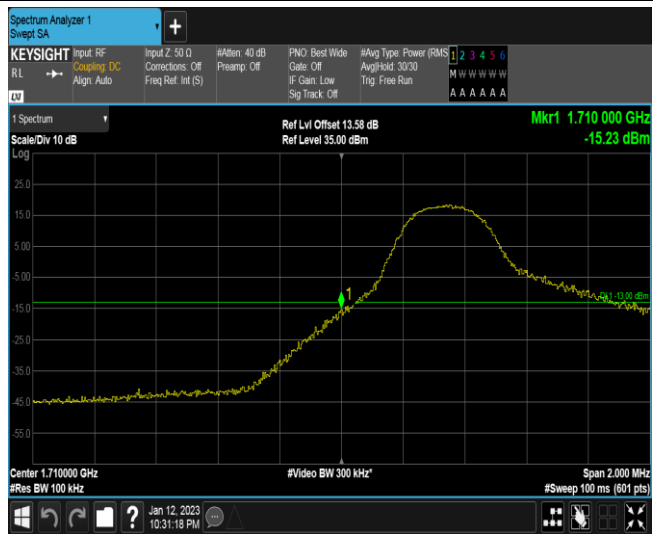 Spectrum Analyzer 1
Swept SA
+
KEYSIGHT Input: RF Input Z: 50 Ω #Atten: 40 dB PNO: Best Wide #Avg Type: Power (RMS 1 2 3 4 5 6
RL Coupling: DC Corrections: Off Preamp: Off Gate: Off Avg|Hold: 30/30 M W W W W W
Align: Auto Freq Ref: Int (S) IF Gain: Low Trig: Free Run
Sig Track: Off A A A A A A
LXI
1 Spectrum Ref Lvl Offset 13.58 dB Mkr1 1.710 000 GHz
Scale/Div 10 dB Ref Level 35.00 dBm -15.23 dBm
Log
25.0
15.0
5.00
-5.00
1
DL1 -13.00 dBm
-15.0
-25.0
-35.0
-45.0
-55.0
Center 1.710000 GHz #Video BW 300 kHz* Span 2.000 MHz
#Res BW 100 kHz #Sweep 100 ms (601 pts)
? Jan 12, 2023
10:31:18 PM